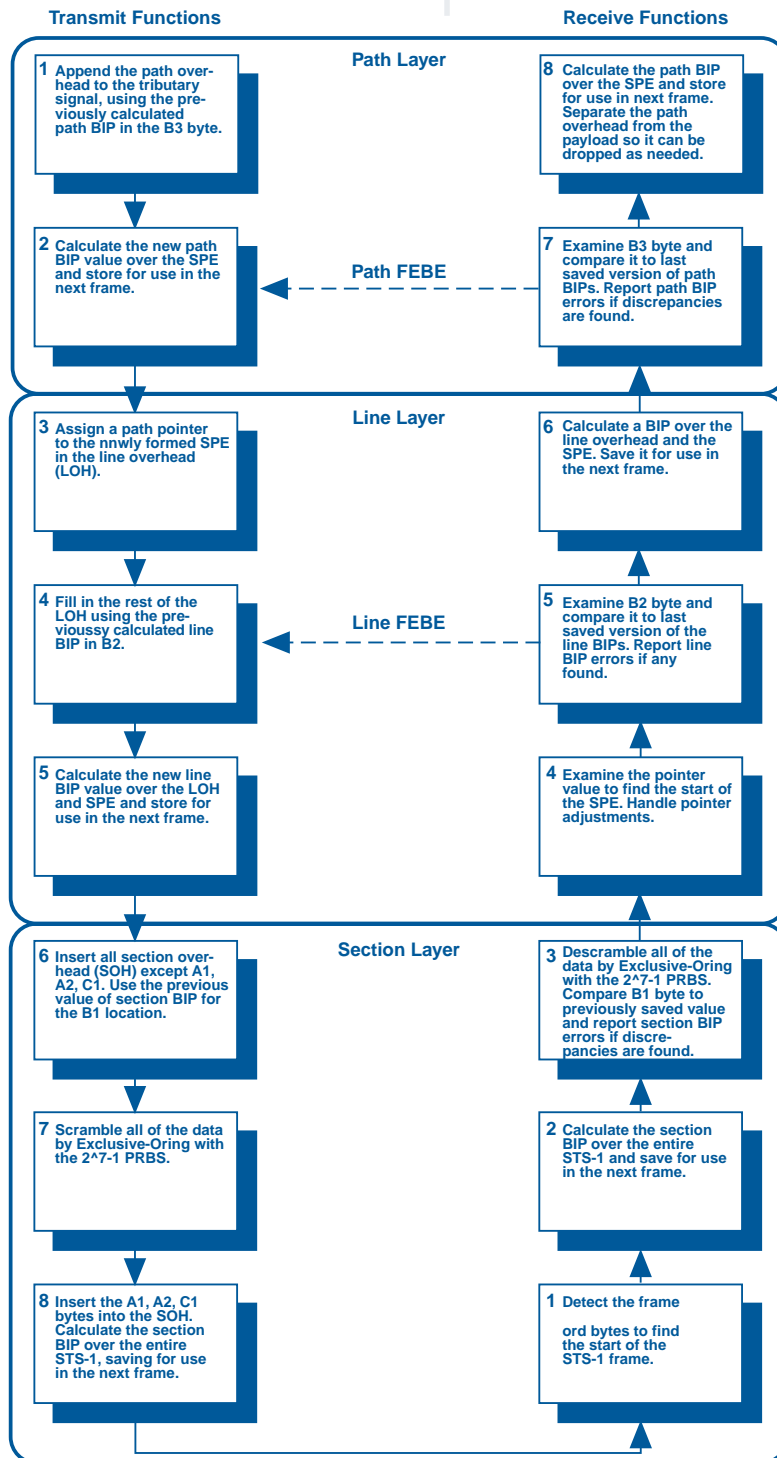 Transmit Functions
Receive Functions
Path Layer
1 Append the path over-
head to the tributary
signal, using the pre-
viously calculated
path BIP in the B3 byte.
8 Calculate the path BIP
over the SPE and store
for use in next frame.
Separate the path
overhead from the
payload so it can be
dropped as needed.
2 Calculate the new path
BIP value over the SPE
and store for use in the
next frame.
Path FEBE
7 Examine B3 byte and
compare it to last
saved version of path
BIPs. Report path BIP
errors if discrepancies
are found.
Line Layer
3 Assign a path pointer
to the nnwly formed SPE
in the line overhead
(LOH).
6 Calculate a BIP over the
line overhead and the
SPE. Save it for use in
the next frame.
4 Fill in the rest of the
LOH using the pre-
vioussy calculated line
BIP in B2.
Line FEBE
5 Examine B2 byte and
compare it to last
saved version of the
line BIPs. Report line
BIP errors if any
found.
5 Calculate the new line
BIP value over the LOH
and SPE and store for
use in the next frame.
4 Examine the pointer
value to find the start of
the SPE. Handle pointer
adjustments.
Section Layer
6 Insert all section over-
head (SOH) except A1,
A2, C1. Use the previous
value of section BIP for
the B1 location.
3 Descramble all of the
data by Exclusive-Oring
with the 2^7-1 PRBS.
Compare B1 byte to
previously saved value
and report section BIP
errors if discre-
pancies are found.
7 Scramble all of the data
by Exclusive-Oring with
the 2^7-1 PRBS.
2 Calculate the section
BIP over the entire
STS-1 and save for use
in the next frame.
8 Insert the A1, A2, C1
bytes into the SOH.
Calculate the section
BIP over the entire
STS-1, saving for use
in the next frame.
1 Detect the frame
ord bytes to find
the start of the
STS-1 frame.